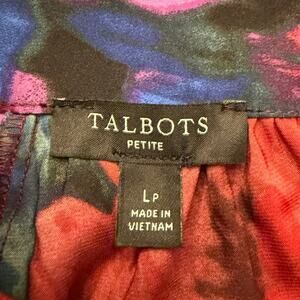 TALBOTS
PETITE
LP
MADE IN
VIETNAM